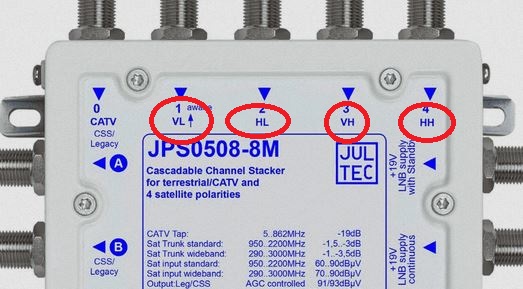 0 1 aware 2 3 4
CATV VL HL VH HH
CSS/
Legacy
A
JPS0508-8M
Cascadable Channel Stacker
for terrestrial/CATV and
4 satellite polarities
JUL
TEC
+19V
LNB supply
with Standby
CATV Tap: 5..862MHz -19dB
Sat Trunk standard: 950..2200MHz -1,5..-3dB
Sat Trunk wideband: 290..3000MHz -1..-3.5dB
Sat input standard: 950..2200MHz 60..90dBµV
Sat input wideband: 290..3000MHz 70..90dBµV
Output:Leg/CSS AGC controlled 91/93dBµV
B
CSS/
Legacy
+19V
LNB supply
continuous